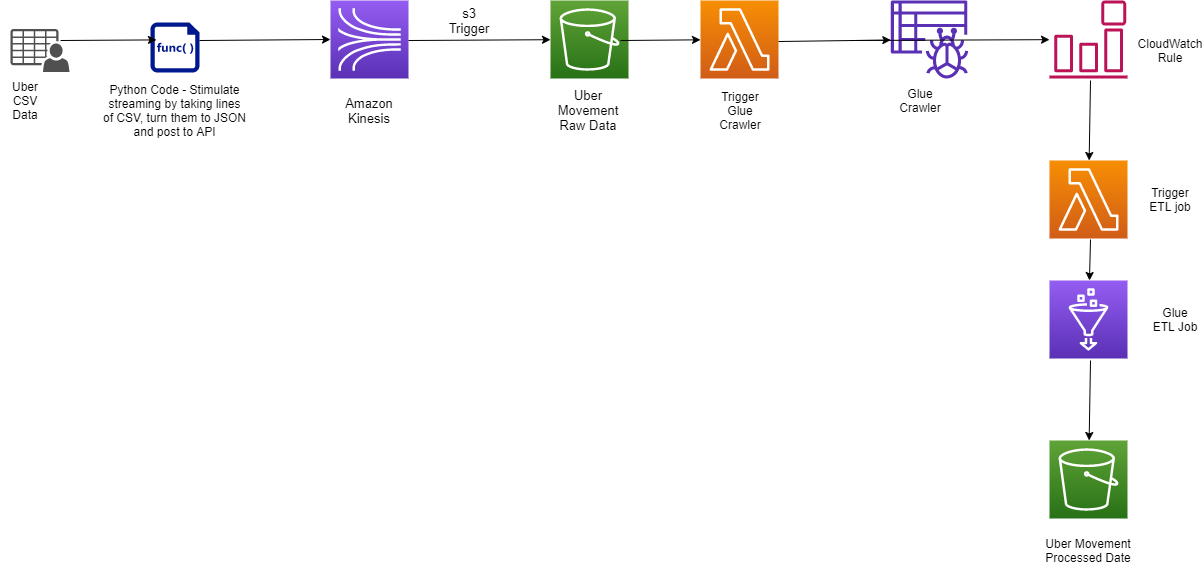 Uber
CSV
Data
func( )
Python Code - Stimulate
streaming by taking lines
of CSV, turn them to JSON
and post to API
Amazon
Kinesis
s3
Trigger
Uber
Movement
Raw Data
Trigger
Glue
Crawler
Glue
Crawler
CloudWatch
Rule
Trigger
ETL job
Glue
ETL Job
Uber Movement
Processed Date